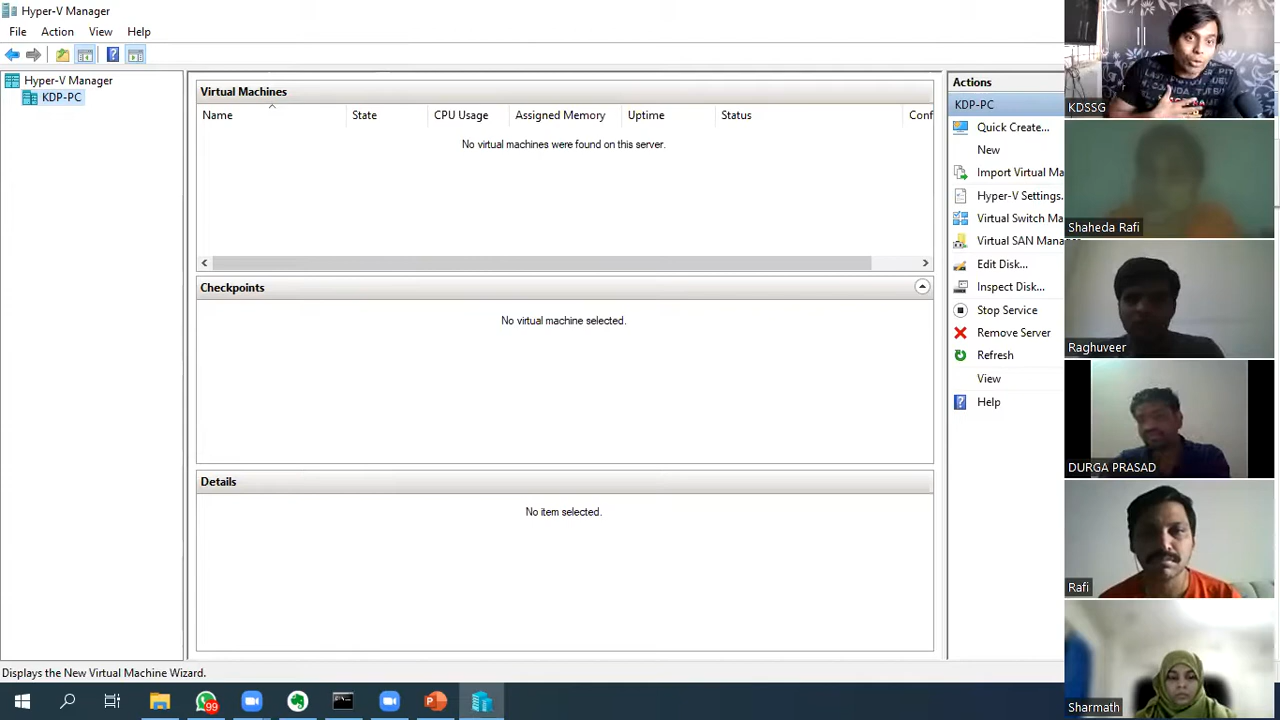 Hyper-V Manager
File Action View Help
Hyper-V Manager
KDP-PC
Virtual Machines
Name State CPU Usage Assigned Memory Uptime Status Conf
No virtual machines were found on this server.
Checkpoints
No virtual machine selected.
Details
No item selected.
Actions
KDP-PC
Quick Create...
New
Import Virtual Ma
Hyper-V Settings.
Virtual Switch Ma
Virtual SAN Manag
Edit Disk...
Inspect Disk...
Stop Service
Remove Server
Refresh
View
Help
KDSSG
Shaheda Rafi
Raghuveer
DURGA PRASAD
Rafi
Sharmath
Displays the New Virtual Machine Wizard.
99